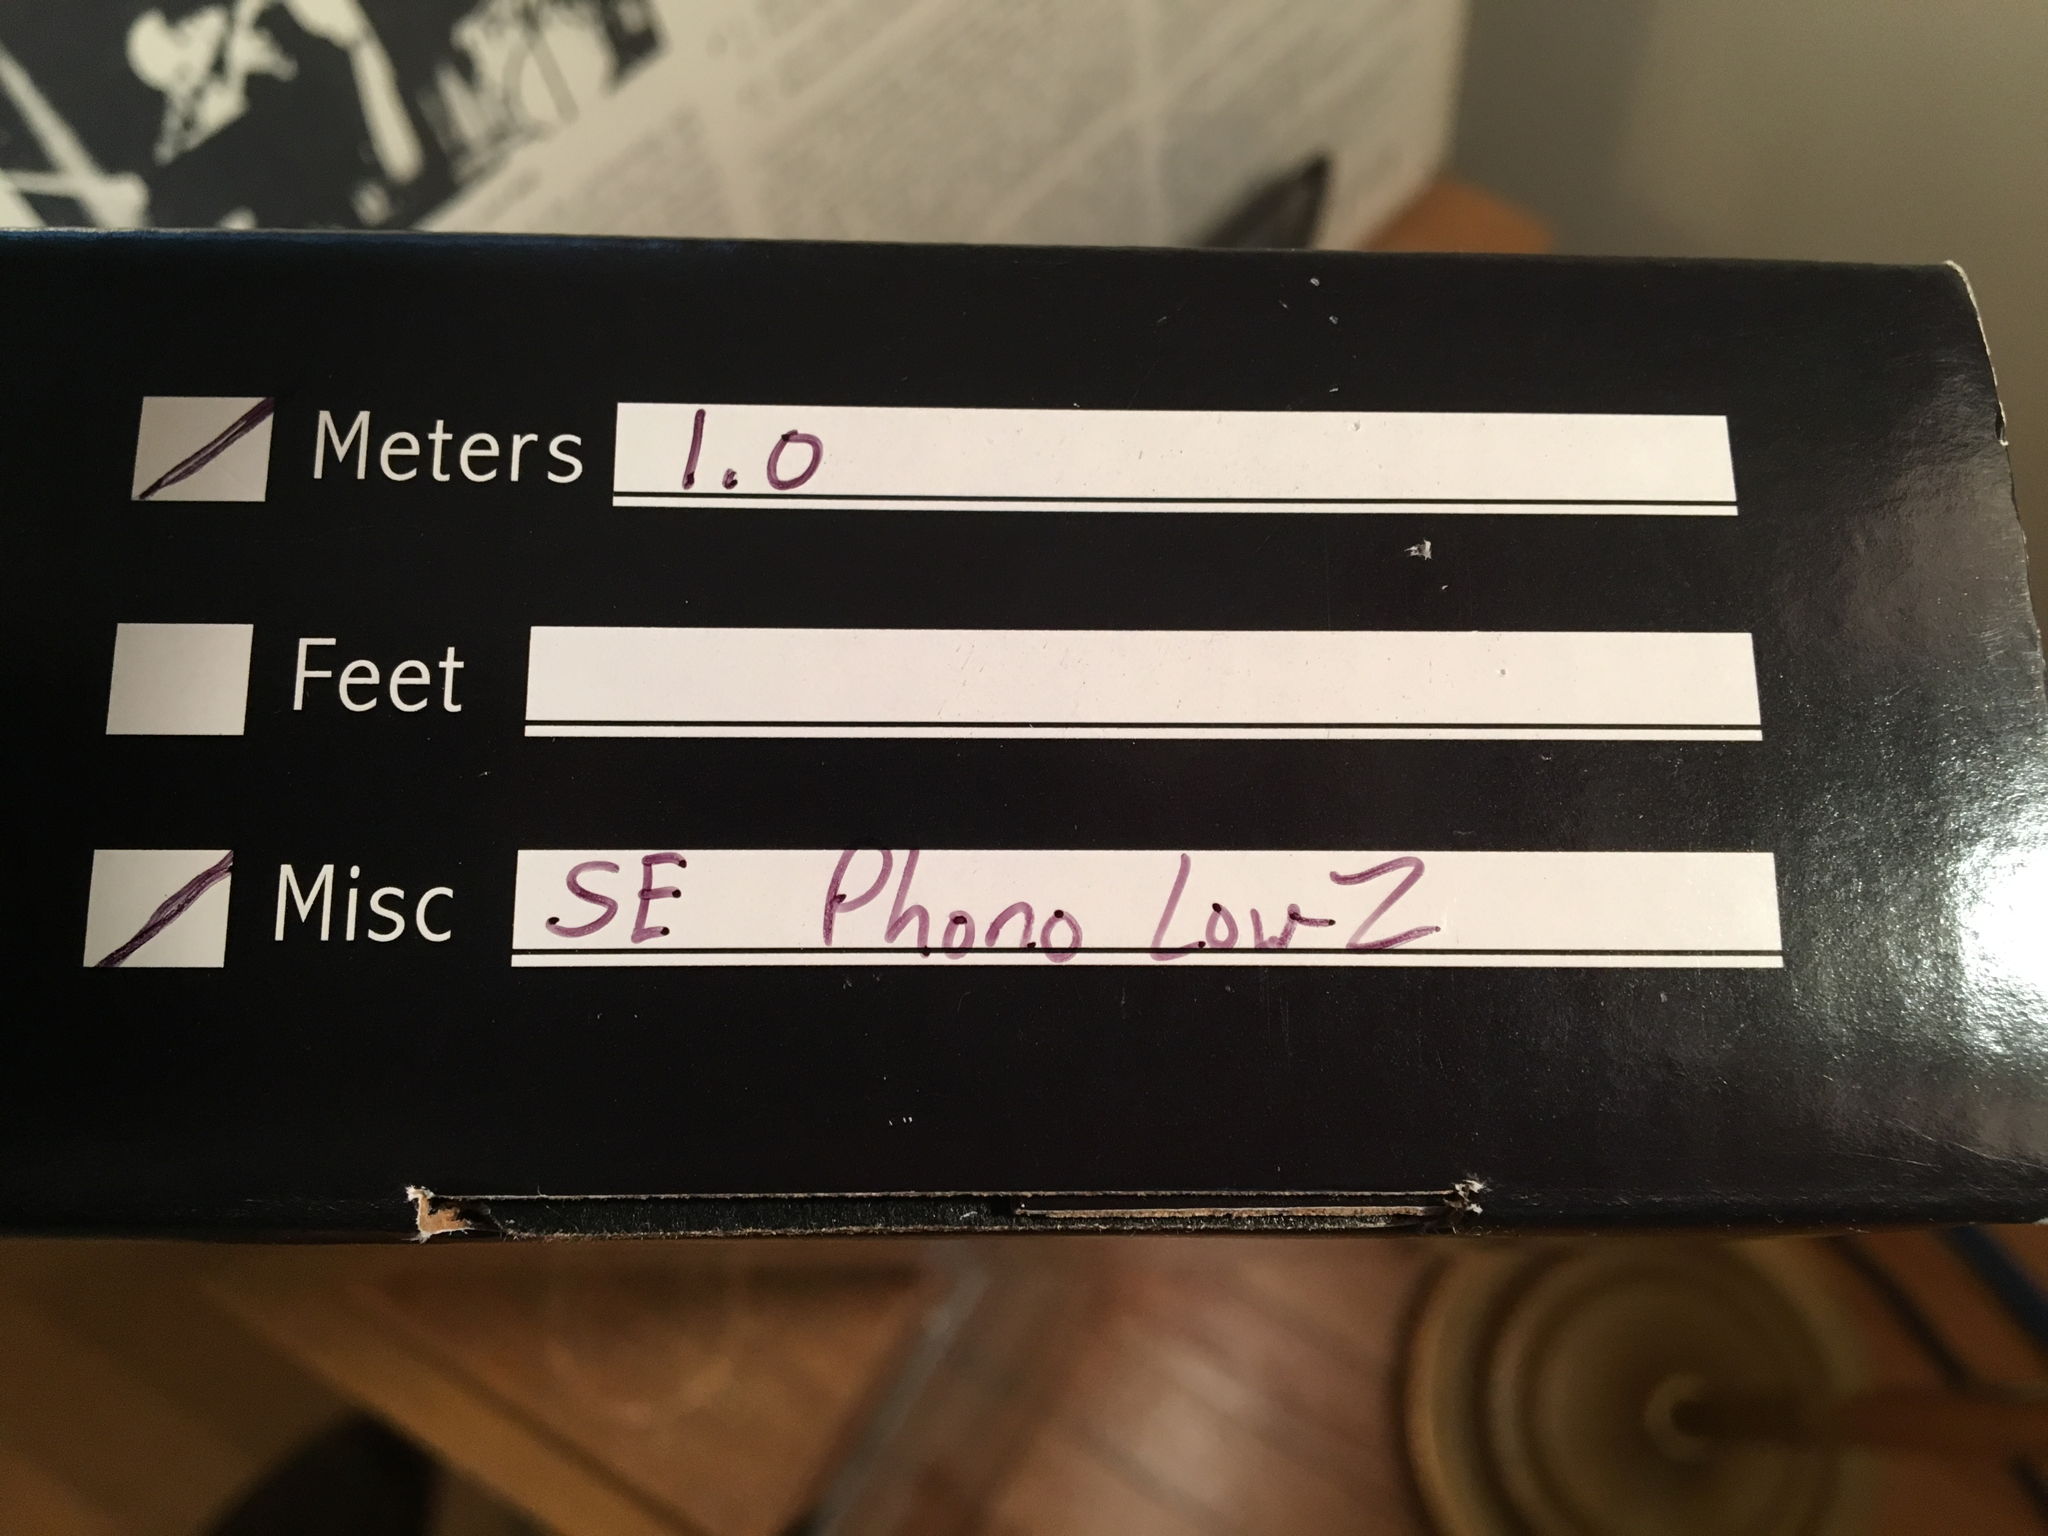 Meters 1.0
Feet
Misc SE Phono Low-Z